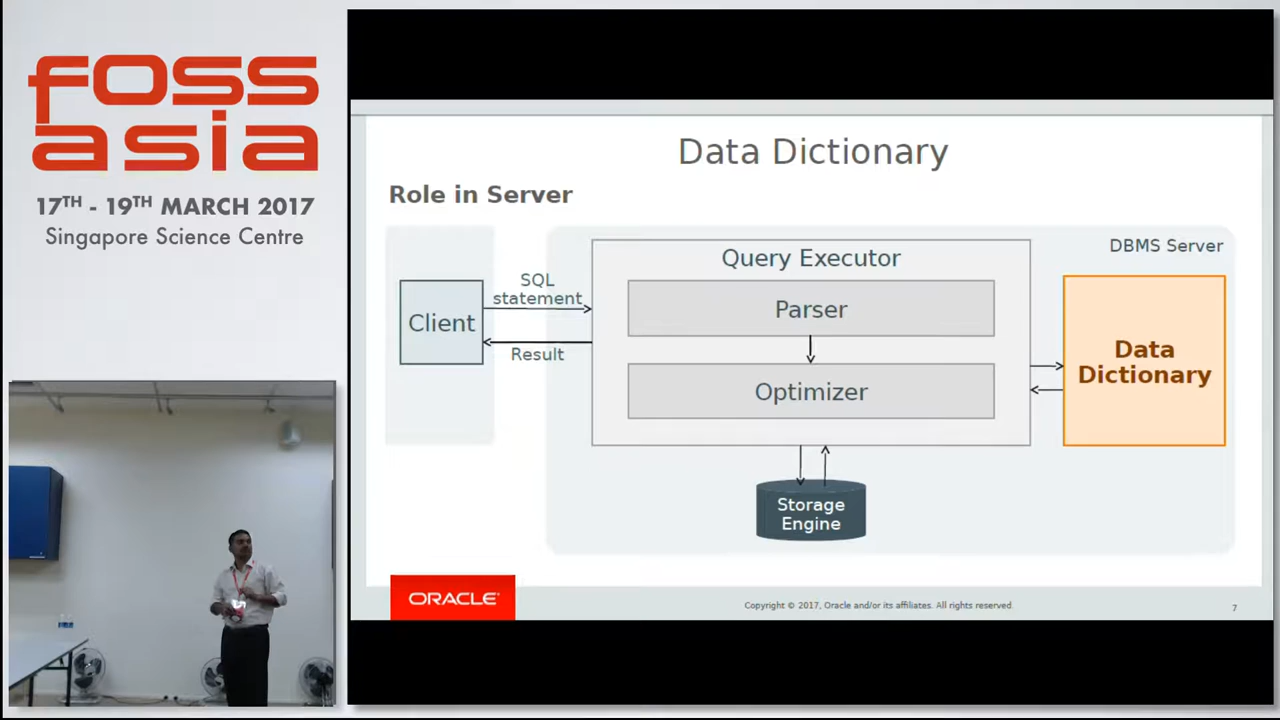 foss
asia
17TH - 19TH MARCH 2017
Singapore Science Centre
Data Dictionary
Role in Server
DBMS Server
Client
SQL
statement
Result
Query Executor
Parser
Optimizer
Data
Dictionary
Storage
Engine
ORACLE
Copyright © 2017, Oracle and/or its affiliates. All rights reserved.
7